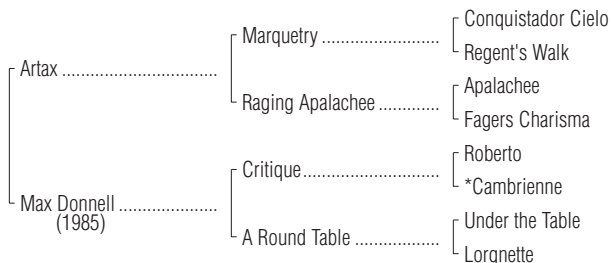 Conquistador Cielo
Marquetry ..............................
Regent's Walk
Artax ........................................
Apalachee
Raging Apalachee ...............
Fagers Charisma
Roberto
Critique...................................
*Cambrienne
Max Donnell .........................
(1985)
Under the Table
A Round Table .....................
Lorgnette